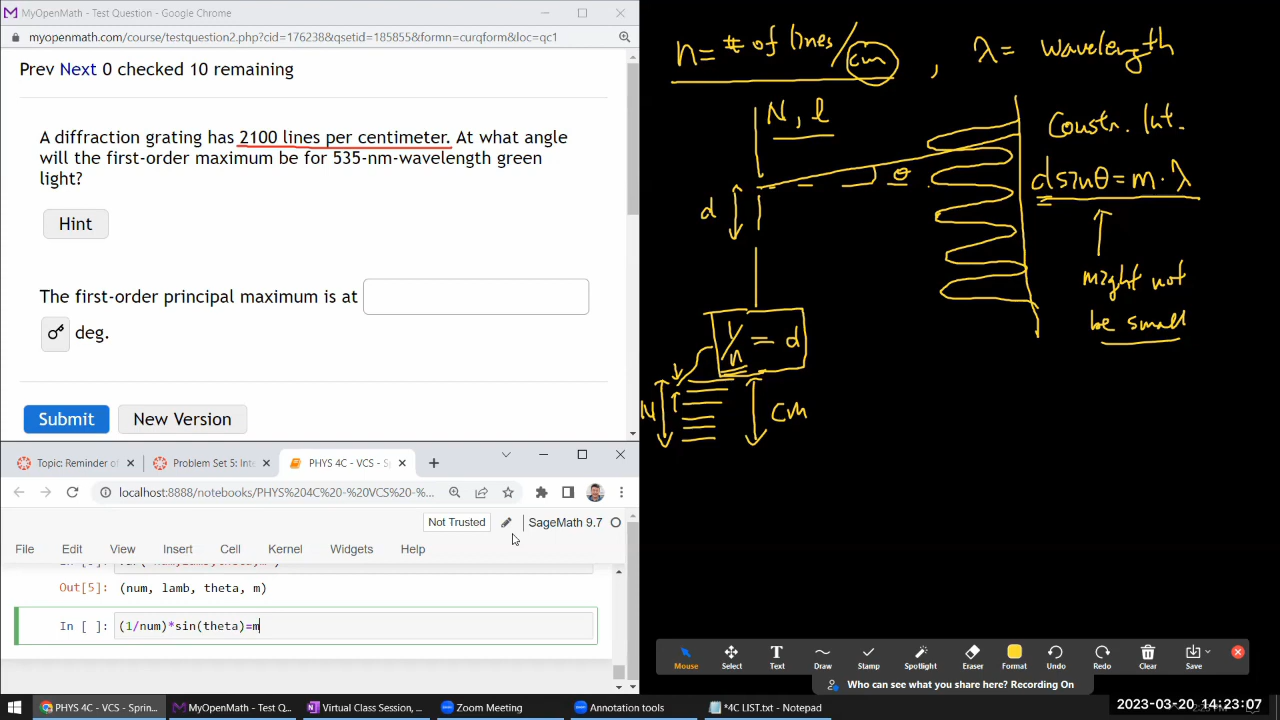 MyOpenMath - Test Question - Google Chrome
myopenmath.com/course/testquestion2.php?cid=176238&qsetid=185855&formn=curqform&loc=qc1
Prev Next 0 checked 10 remaining
A diffraction grating has 2100 lines per centimeter. At what angle
will the first-order maximum be for 535-nm-wavelength green
light?
Hint
The first-order principal maximum is at
deg.
Submit
New Version
Topic: Reminder of
Problem Set 5: Inte
PHYS 4C - VCS - S
localhost:8888/notebooks/PHYS%204C%20-%20VCS%20-%...
Not Trusted
SageMath 9.7
File Edit View Insert Cell Kernel Widgets Help
Out[5]: (num, lamb, theta, m)
In [ ]: (1/num)*sin(theta)=m
n = # of lines/cm , λ = wavelength
N, l
Constr. Int.
θ
d sinθ = m · λ
d
might not
be small
1/n = d
N
cm
Mouse
Select
Text
Draw
Stamp
Spotlight
Eraser
Format
Undo
Redo
Clear
Save
Who can see what you share here? Recording On
PHYS 4C - VCS - Sprin...
MyOpenMath - Test Q...
Virtual Class Session, ...
Zoom Meeting
Annotation tools
*4C LIST.txt - Notepad
2023-03-20 14:23:07